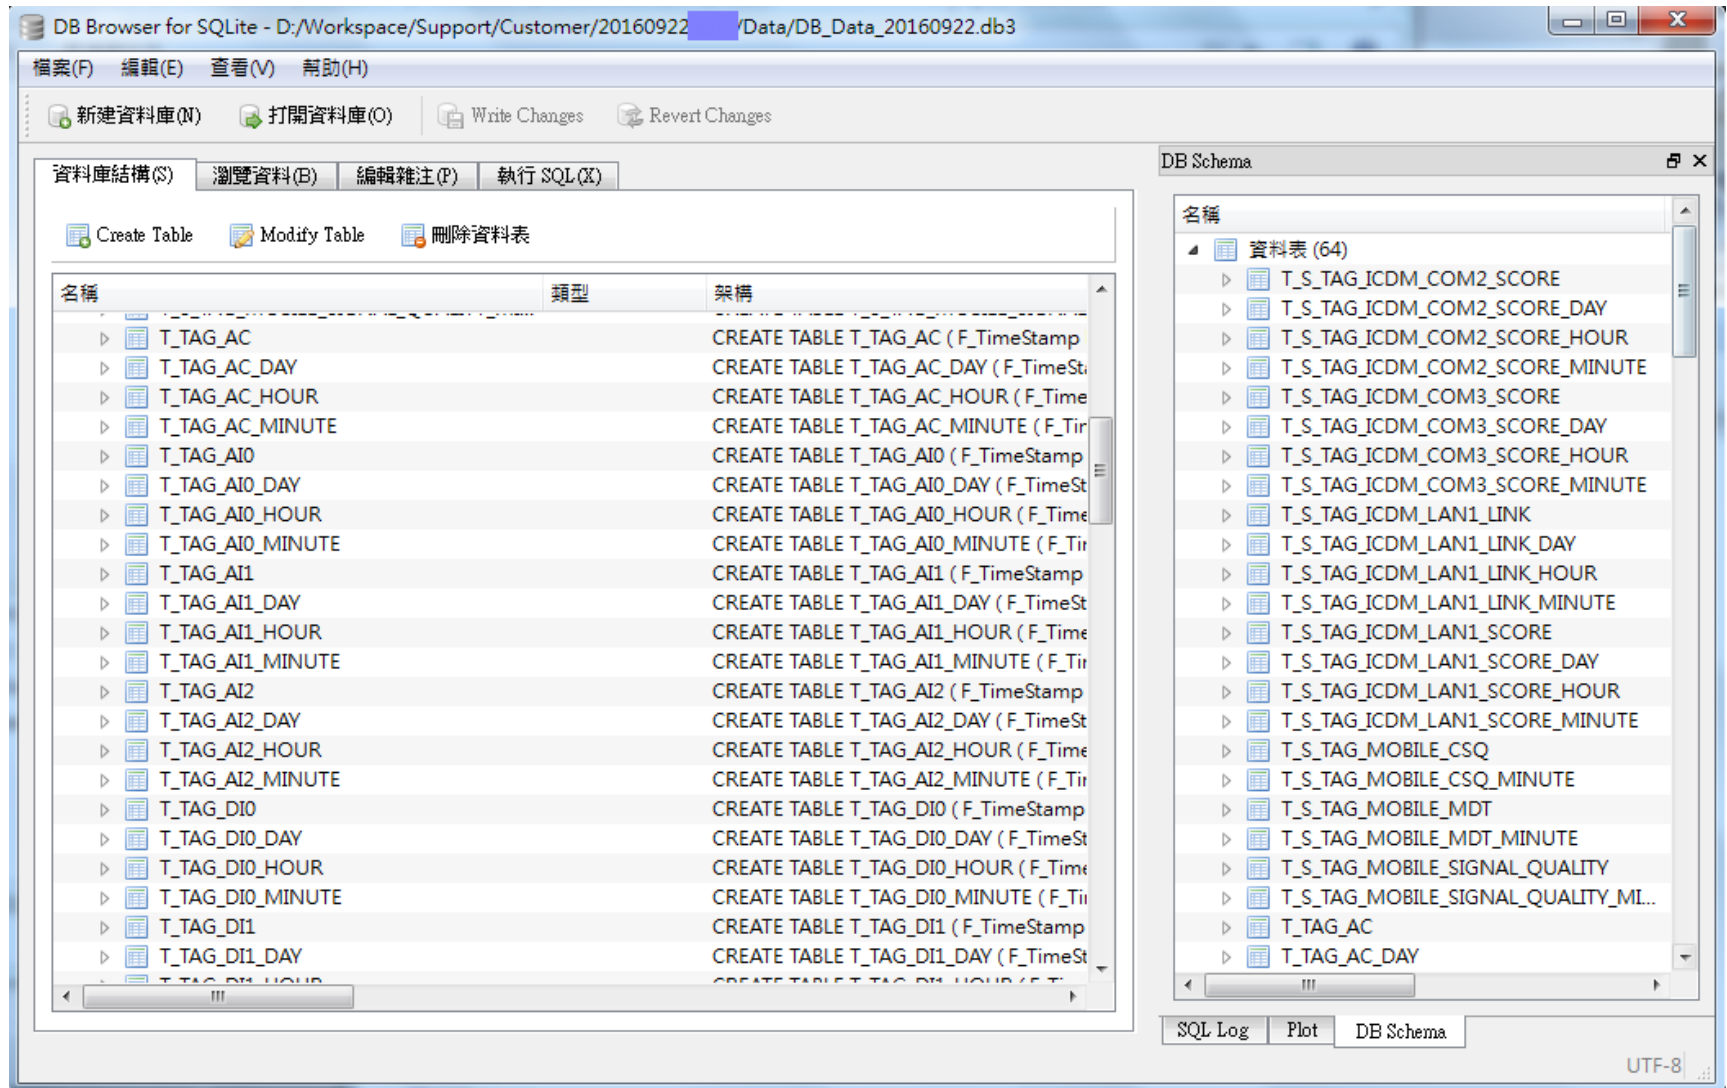 DB Browser for SQLite - D:/Workspace/Support/Customer/20160922 /Data/DB_Data_20160922.db3
檔案(F) 編輯(E) 查看(V) 幫助(H)
新建資料庫(N) 打開資料庫(O) Write Changes Revert Changes
資料庫結構(S) 瀏覽資料(B) 編輯雜注(P) 執行 SQL(X)
Create Table Modify Table 刪除資料表
名稱 類型 架構
T_TAG_AC CREATE TABLE T_TAG_AC ( F_TimeStamp
T_TAG_AC_DAY CREATE TABLE T_TAG_AC_DAY ( F_TimeSt
T_TAG_AC_HOUR CREATE TABLE T_TAG_AC_HOUR ( F_Time
T_TAG_AC_MINUTE CREATE TABLE T_TAG_AC_MINUTE ( F_Tir
T_TAG_AI0 CREATE TABLE T_TAG_AI0 ( F_TimeStamp
T_TAG_AI0_DAY CREATE TABLE T_TAG_AI0_DAY ( F_TimeSt
T_TAG_AI0_HOUR CREATE TABLE T_TAG_AI0_HOUR ( F_Time
T_TAG_AI0_MINUTE CREATE TABLE T_TAG_AI0_MINUTE ( F_Tir
T_TAG_AI1 CREATE TABLE T_TAG_AI1 ( F_TimeStamp
T_TAG_AI1_DAY CREATE TABLE T_TAG_AI1_DAY ( F_TimeSt
T_TAG_AI1_HOUR CREATE TABLE T_TAG_AI1_HOUR ( F_Time
T_TAG_AI1_MINUTE CREATE TABLE T_TAG_AI1_MINUTE ( F_Tir
T_TAG_AI2 CREATE TABLE T_TAG_AI2 ( F_TimeStamp
T_TAG_AI2_DAY CREATE TABLE T_TAG_AI2_DAY ( F_TimeSt
T_TAG_AI2_HOUR CREATE TABLE T_TAG_AI2_HOUR ( F_Time
T_TAG_AI2_MINUTE CREATE TABLE T_TAG_AI2_MINUTE ( F_Tir
T_TAG_DI0 CREATE TABLE T_TAG_DI0 ( F_TimeStamp
T_TAG_DI0_DAY CREATE TABLE T_TAG_DI0_DAY ( F_TimeSt
T_TAG_DI0_HOUR CREATE TABLE T_TAG_DI0_HOUR ( F_Time
T_TAG_DI0_MINUTE CREATE TABLE T_TAG_DI0_MINUTE ( F_Ti
T_TAG_DI1 CREATE TABLE T_TAG_DI1 ( F_TimeStamp
T_TAG_DI1_DAY CREATE TABLE T_TAG_DI1_DAY ( F_TimeSt
DB Schema
名稱
資料表 (64)
T_S_TAG_ICDM_COM2_SCORE
T_S_TAG_ICDM_COM2_SCORE_DAY
T_S_TAG_ICDM_COM2_SCORE_HOUR
T_S_TAG_ICDM_COM2_SCORE_MINUTE
T_S_TAG_ICDM_COM3_SCORE
T_S_TAG_ICDM_COM3_SCORE_DAY
T_S_TAG_ICDM_COM3_SCORE_HOUR
T_S_TAG_ICDM_COM3_SCORE_MINUTE
T_S_TAG_ICDM_LAN1_LINK
T_S_TAG_ICDM_LAN1_LINK_DAY
T_S_TAG_ICDM_LAN1_LINK_HOUR
T_S_TAG_ICDM_LAN1_LINK_MINUTE
T_S_TAG_ICDM_LAN1_SCORE
T_S_TAG_ICDM_LAN1_SCORE_DAY
T_S_TAG_ICDM_LAN1_SCORE_HOUR
T_S_TAG_ICDM_LAN1_SCORE_MINUTE
T_S_TAG_MOBILE_CSQ
T_S_TAG_MOBILE_CSQ_MINUTE
T_S_TAG_MOBILE_MDT
T_S_TAG_MOBILE_MDT_MINUTE
T_S_TAG_MOBILE_SIGNAL_QUALITY
T_S_TAG_MOBILE_SIGNAL_QUALITY_MI...
T_TAG_AC
T_TAG_AC_DAY
SQL Log Plot DB Schema
UTF-8